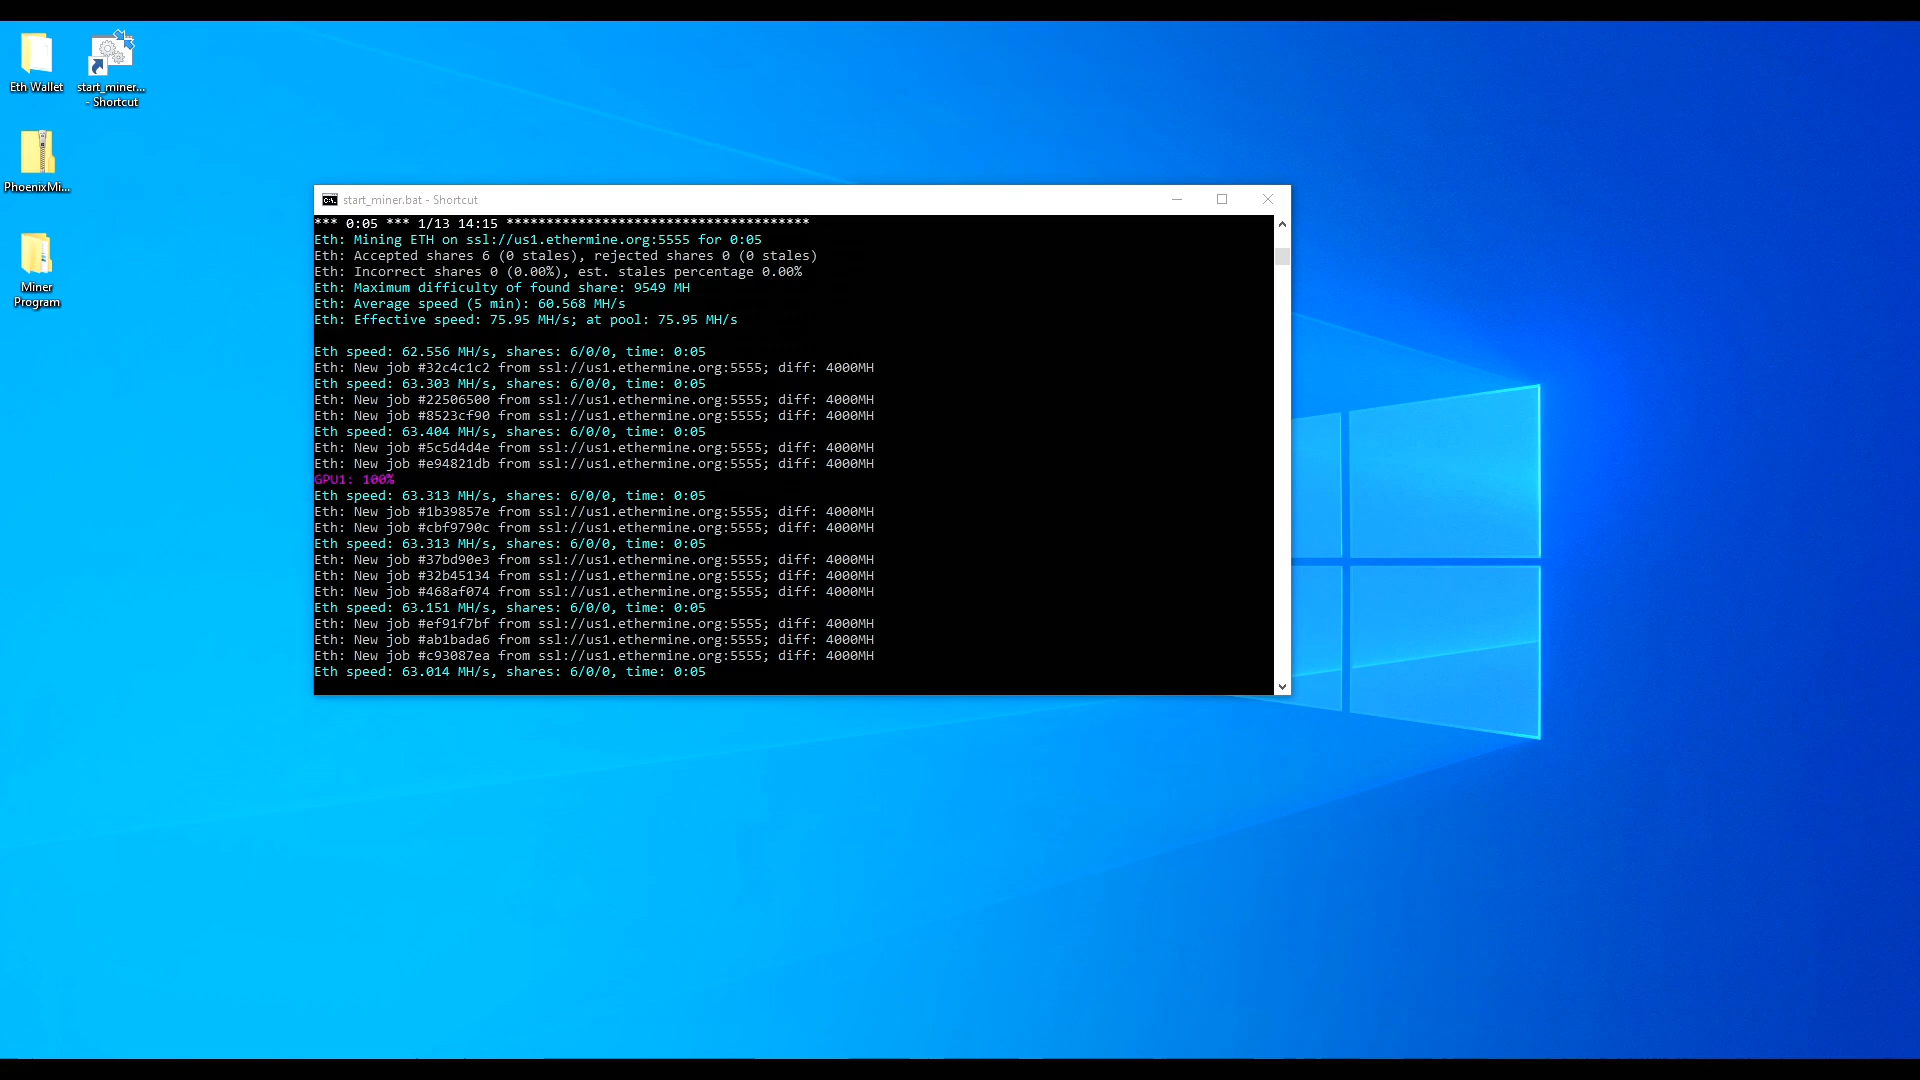 Eth Wallet
start_miner...
- Shortcut
PhoenixMi...
Miner
Program
start_miner.bat - Shortcut
*** 0:05 *** 1/13 14:15 **************************************
Eth: Mining ETH on ssl://us1.ethermine.org:5555 for 0:05
Eth: Accepted shares 6 (0 stales), rejected shares 0 (0 stales)
Eth: Incorrect shares 0 (0.00%), est. stales percentage 0.00%
Eth: Maximum difficulty of found share: 9549 MH
Eth: Average speed (5 min): 60.568 MH/s
Eth: Effective speed: 75.95 MH/s; at pool: 75.95 MH/s
Eth speed: 62.556 MH/s, shares: 6/0/0, time: 0:05
Eth: New job #32c4c1c2 from ssl://us1.ethermine.org:5555; diff: 4000MH
Eth speed: 63.303 MH/s, shares: 6/0/0, time: 0:05
Eth: New job #22506500 from ssl://us1.ethermine.org:5555; diff: 4000MH
Eth: New job #8523cf90 from ssl://us1.ethermine.org:5555; diff: 4000MH
Eth speed: 63.404 MH/s, shares: 6/0/0, time: 0:05
Eth: New job #5c5d4d4e from ssl://us1.ethermine.org:5555; diff: 4000MH
Eth: New job #e94821db from ssl://us1.ethermine.org:5555; diff: 4000MH
GPU1: 100%
Eth speed: 63.313 MH/s, shares: 6/0/0, time: 0:05
Eth: New job #1b39857e from ssl://us1.ethermine.org:5555; diff: 4000MH
Eth: New job #cbf9790c from ssl://us1.ethermine.org:5555; diff: 4000MH
Eth speed: 63.313 MH/s, shares: 6/0/0, time: 0:05
Eth: New job #37bd90e3 from ssl://us1.ethermine.org:5555; diff: 4000MH
Eth: New job #32b45134 from ssl://us1.ethermine.org:5555; diff: 4000MH
Eth: New job #468af074 from ssl://us1.ethermine.org:5555; diff: 4000MH
Eth speed: 63.151 MH/s, shares: 6/0/0, time: 0:05
Eth: New job #ef91f7bf from ssl://us1.ethermine.org:5555; diff: 4000MH
Eth: New job #ab1bada6 from ssl://us1.ethermine.org:5555; diff: 4000MH
Eth: New job #c93087ea from ssl://us1.ethermine.org:5555; diff: 4000MH
Eth speed: 63.014 MH/s, shares: 6/0/0, time: 0:05